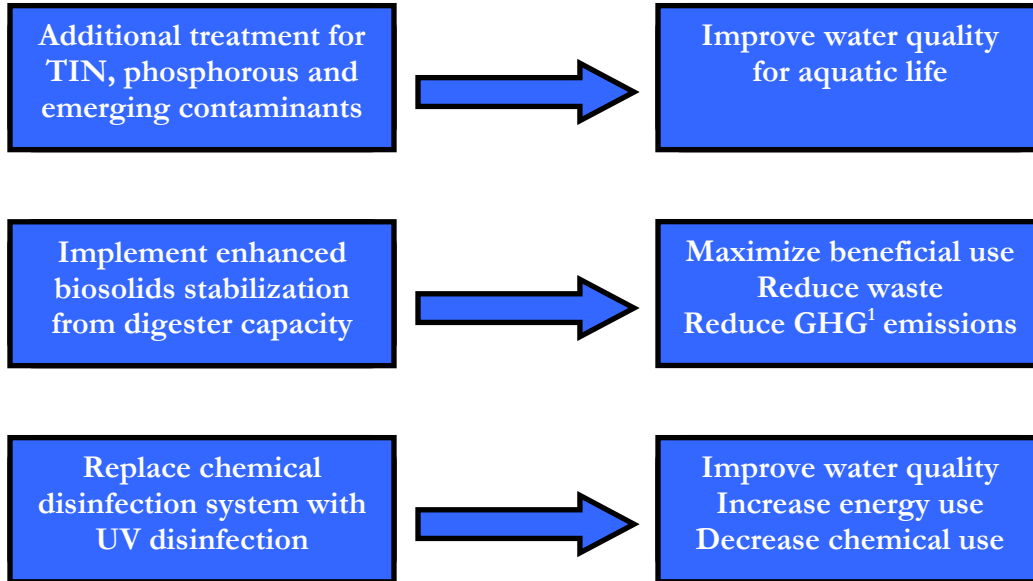 Additional treatment for
TIN, phosphorous and
emerging contaminants
Improve water quality
for aquatic life
Implement enhanced
biosolids stabilization
from digester capacity
Maximize beneficial use
Reduce waste
Reduce GHG¹ emissions
Replace chemical
disinfection system with
UV disinfection
Improve water quality
Increase energy use
Decrease chemical use